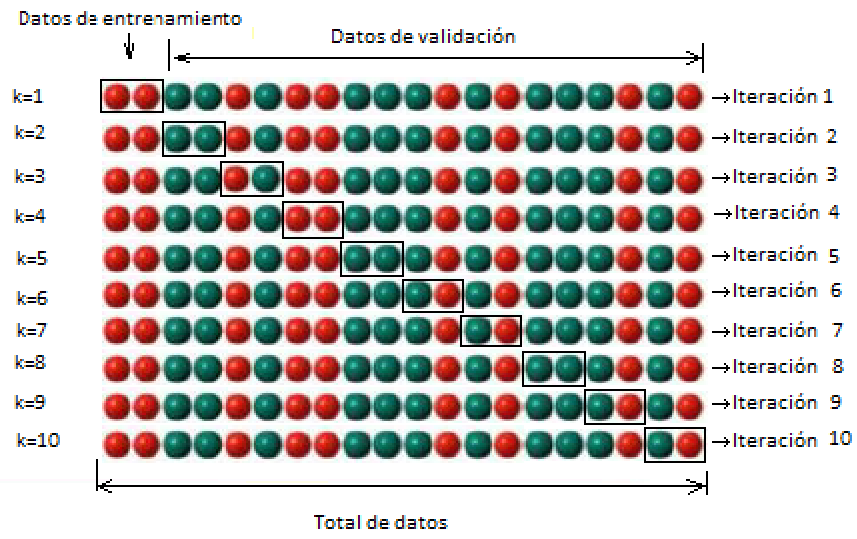 Datos de entrenamiento
Datos de validación
k=1 Iteración 1
k=2 Iteración 2
k=3 Iteración 3
k=4 Iteración 4
k=5 Iteración 5
k=6 Iteración 6
k=7 Iteración 7
k=8 Iteración 8
k=9 Iteración 9
k=10 Iteración 10
Total de datos